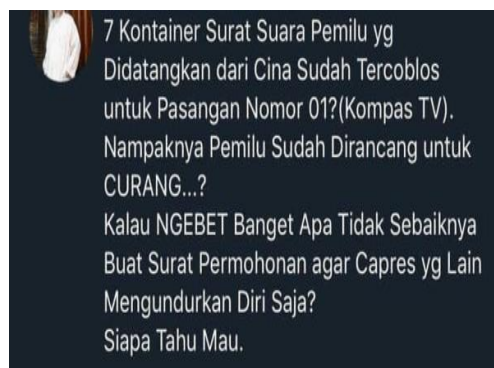 7 Kontainer Surat Suara Pemilu yg
Didatangkan dari Cina Sudah Tercoblos
untuk Pasangan Nomor 01?(Kompas TV).
Nampaknya Pemilu Sudah Dirancang untuk
CURANG...?
Kalau NGEBET Banget Apa Tidak Sebaiknya
Buat Surat Permohonan agar Capres yg Lain
Mengundurkan Diri Saja?
Siapa Tahu Mau.